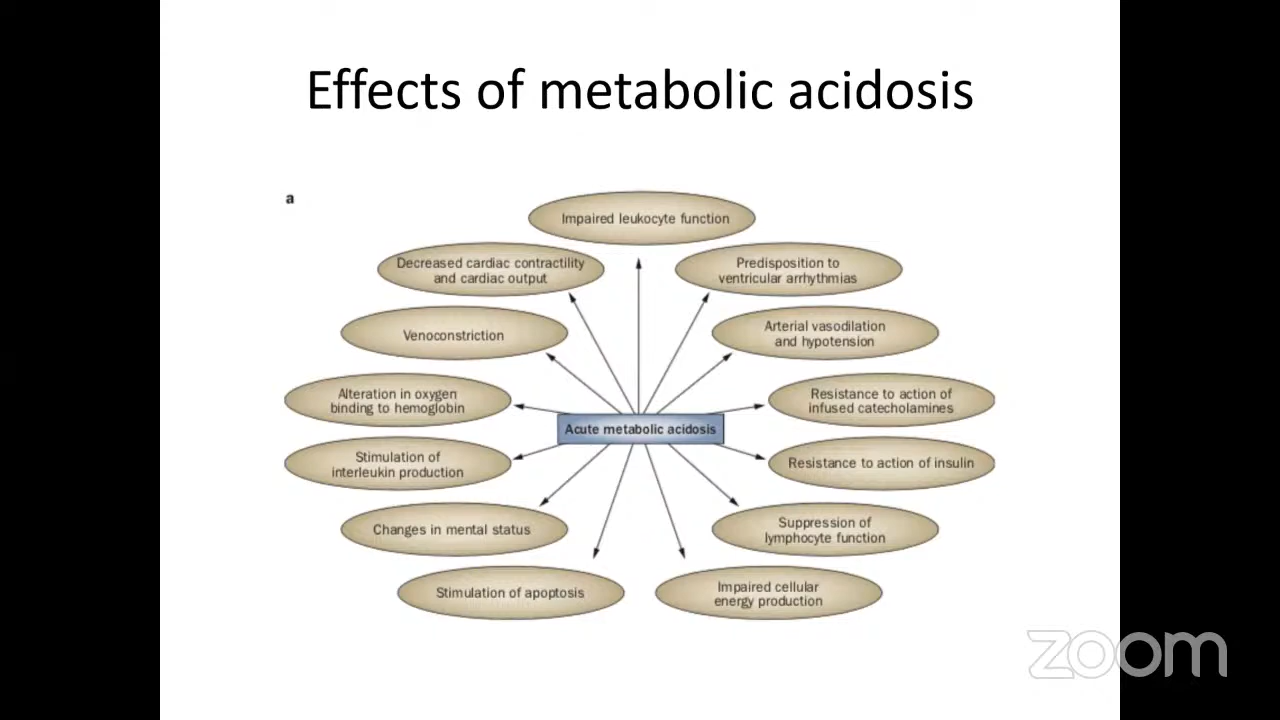 Effects of metabolic acidosis
a
Impaired leukocyte function
Decreased cardiac contractility
and cardiac output
Predisposition to
ventricular arrhythmias
Venoconstriction
Arterial vasodilation
and hypotension
Alteration in oxygen
binding to hemoglobin
Resistance to action of
infused catecholamines
Acute metabolic acidosis
Stimulation of
interleukin production
Resistance to action of insulin
Changes in mental status
Suppression of
lymphocyte function
Stimulation of apoptosis
Impaired cellular
energy production
zoom